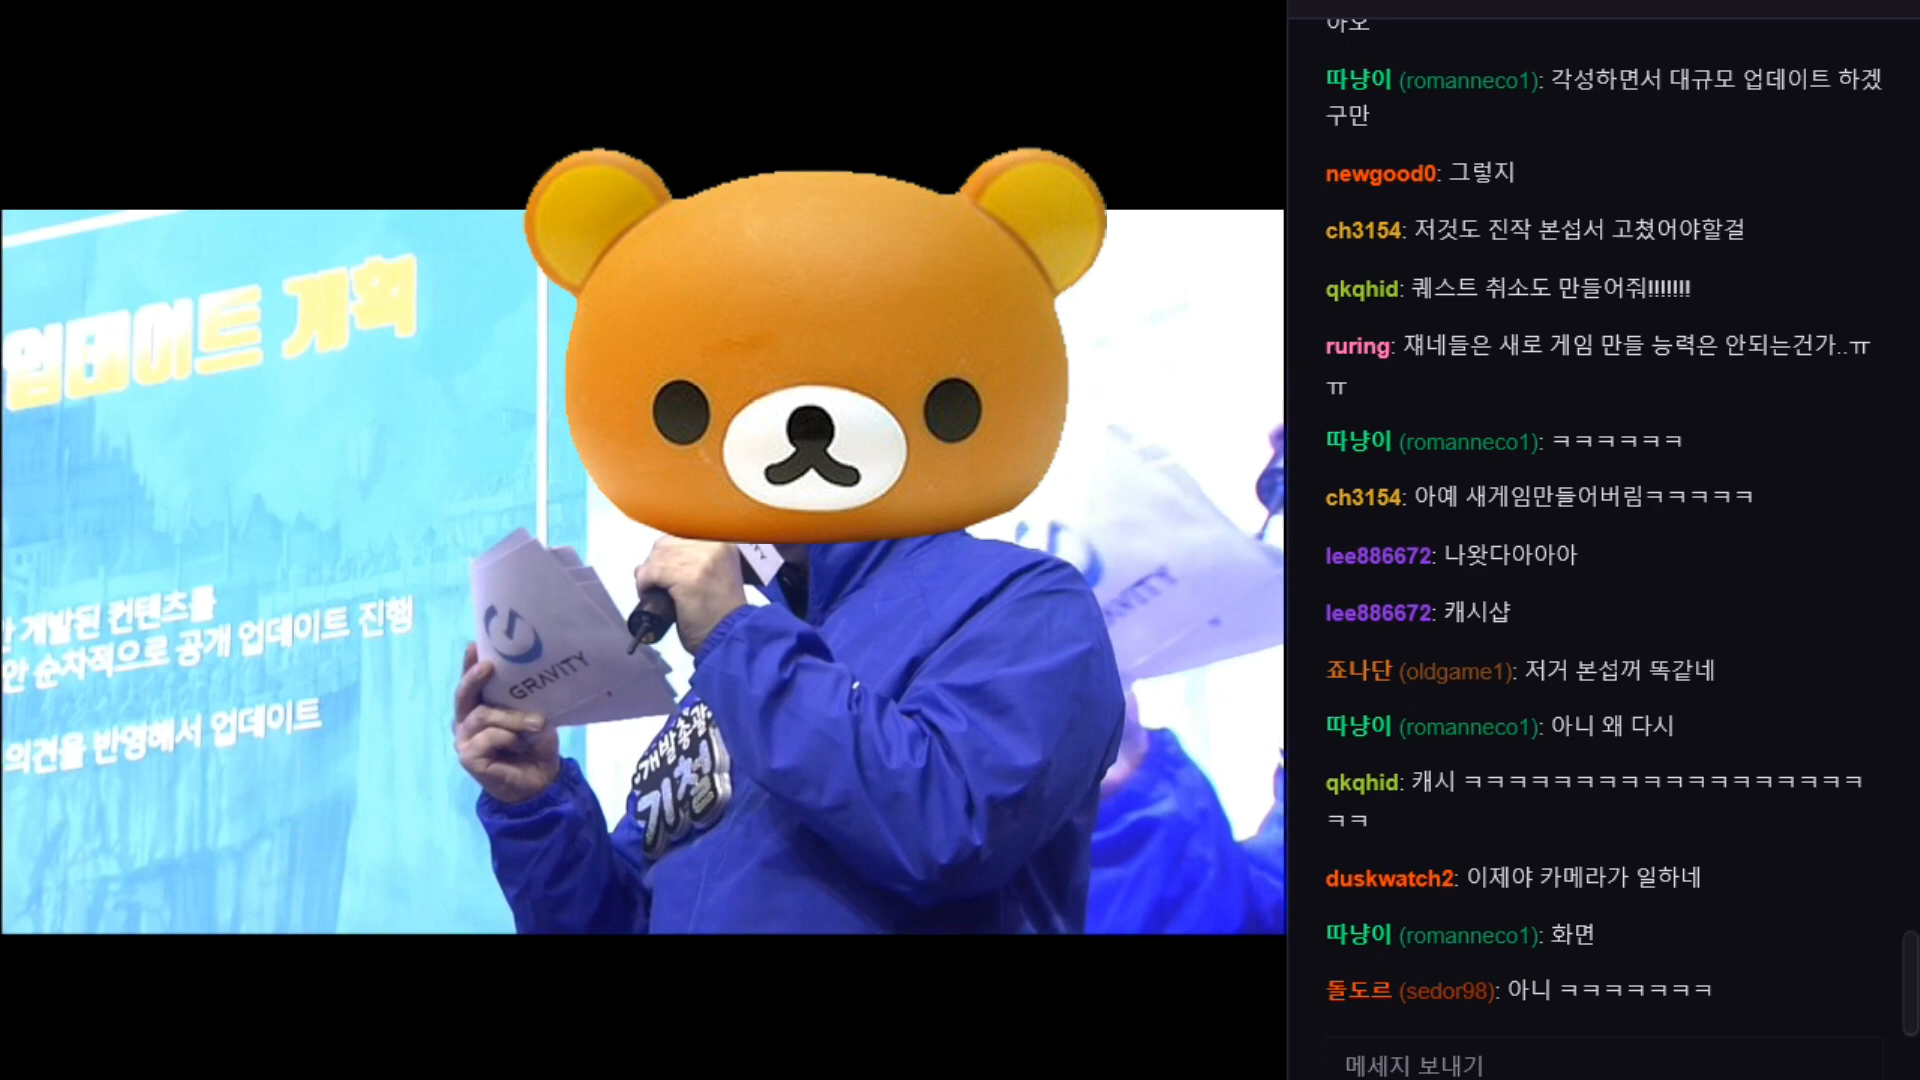 업데이트 계획
개발된 컨텐츠를
안 순차적으로 공개 업데이트 진행
의견을 반영해서 업데이트
GRAVITY
개발총괄
기철
아오
따냥이 (romanneco1): 각성하면서 대규모 업데이트 하겠
구만
newgood0: 그렇지
ch3154: 저것도 진작 본섭서 고쳤어야할걸
qkqhid: 퀘스트 취소도 만들어줘!!!!!!!
ruring: 쟤네들은 새로 게임 만들 능력은 안되는건가..ㅠ
ㅠ
따냥이 (romanneco1): ㅋㅋㅋㅋㅋㅋ
ch3154: 아예 새게임만들어버림ㅋㅋㅋㅋㅋ
lee886672: 나왓다아아아
lee886672: 캐시샵
죠나단 (oldgame1): 저거 본섭꺼 똑같네
따냥이 (romanneco1): 아니 왜 다시
qkqhid: 캐시 ㅋㅋㅋㅋㅋㅋㅋㅋㅋㅋㅋㅋㅋㅋㅋㅋㅋㅋ
ㅋㅋ
duskwatch2: 이제야 카메라가 일하네
따냥이 (romanneco1): 화면
돌도르 (sedor98): 아니 ㅋㅋㅋㅋㅋㅋㅋ
메세지 보내기